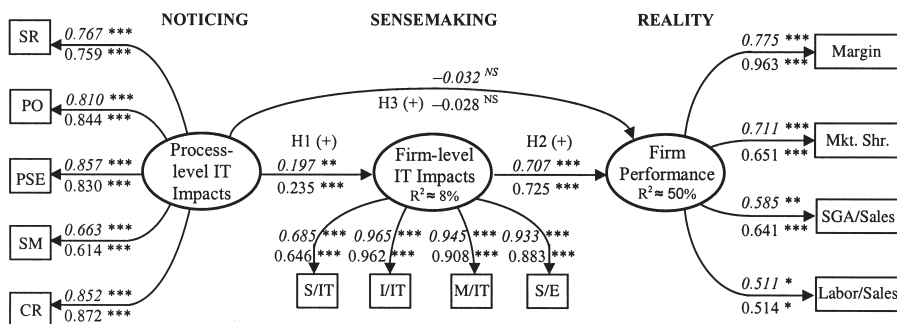 NOTICING
SENSEMAKING
REALITY
SR
0.767 ***
0.759 ***
PO
0.810 ***
0.844 ***
PSE
0.857 ***
0.830 ***
SM
0.663 ***
0.614 ***
CR
0.852 ***
0.872 ***
Process-
level IT
Impacts
−0.032 NS
H3 (+) −0.028 NS
H1 (+)
0.197 **
0.235 ***
Firm-level
IT Impacts
R² ≈ 8%
H2 (+)
0.707 ***
0.725 ***
Firm
Performance
R² ≈ 50%
0.685 *** 0.965 *** 0.945 *** 0.933 ***
0.646 *** 0.962 *** 0.908 *** 0.883 ***
S/IT
I/IT
M/IT
S/E
0.775 ***
0.963 ***
Margin
0.711 ***
0.651 ***
Mkt. Shr.
0.585 **
0.641 ***
SGA/Sales
0.511 *
0.514 *
Labor/Sales